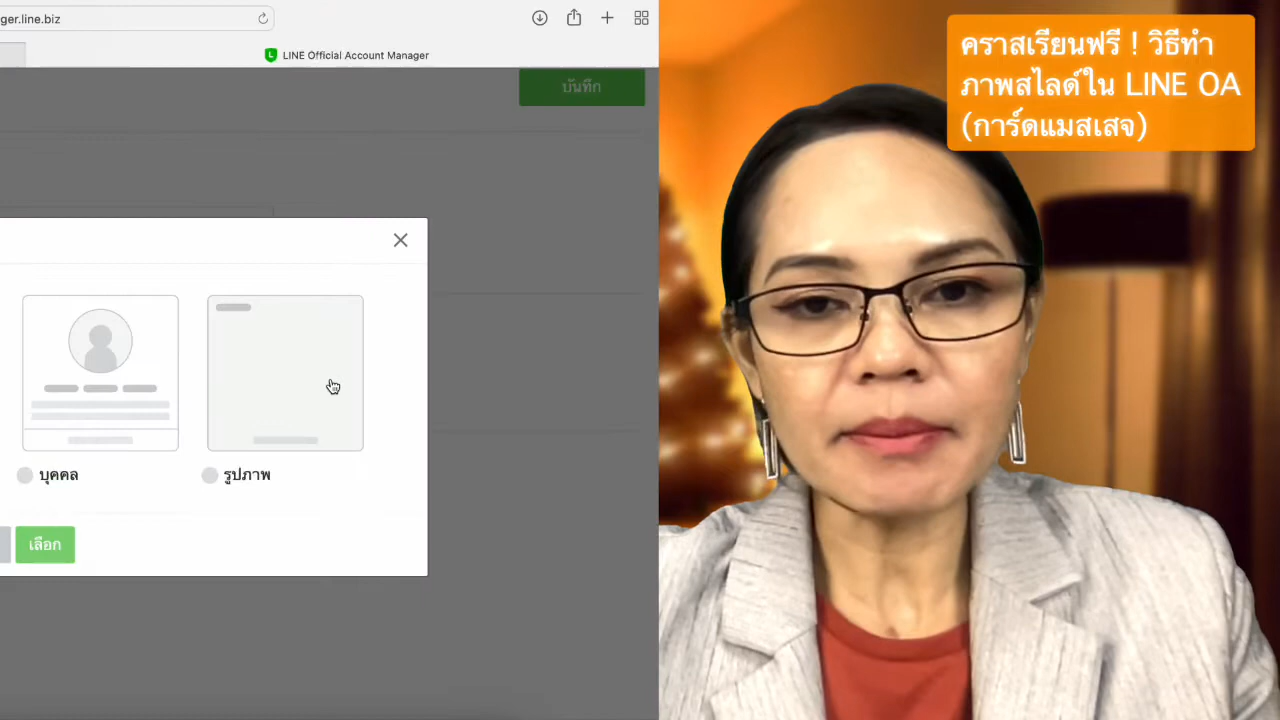 ger.line.biz
LINE Official Account Manager
บันทึก
บุคคล
รูปภาพ
เลือก
คราสเรียนฟรี ! วิธีทำ
ภาพสไลด์ใน LINE OA
(การ์ดแมสเสจ)